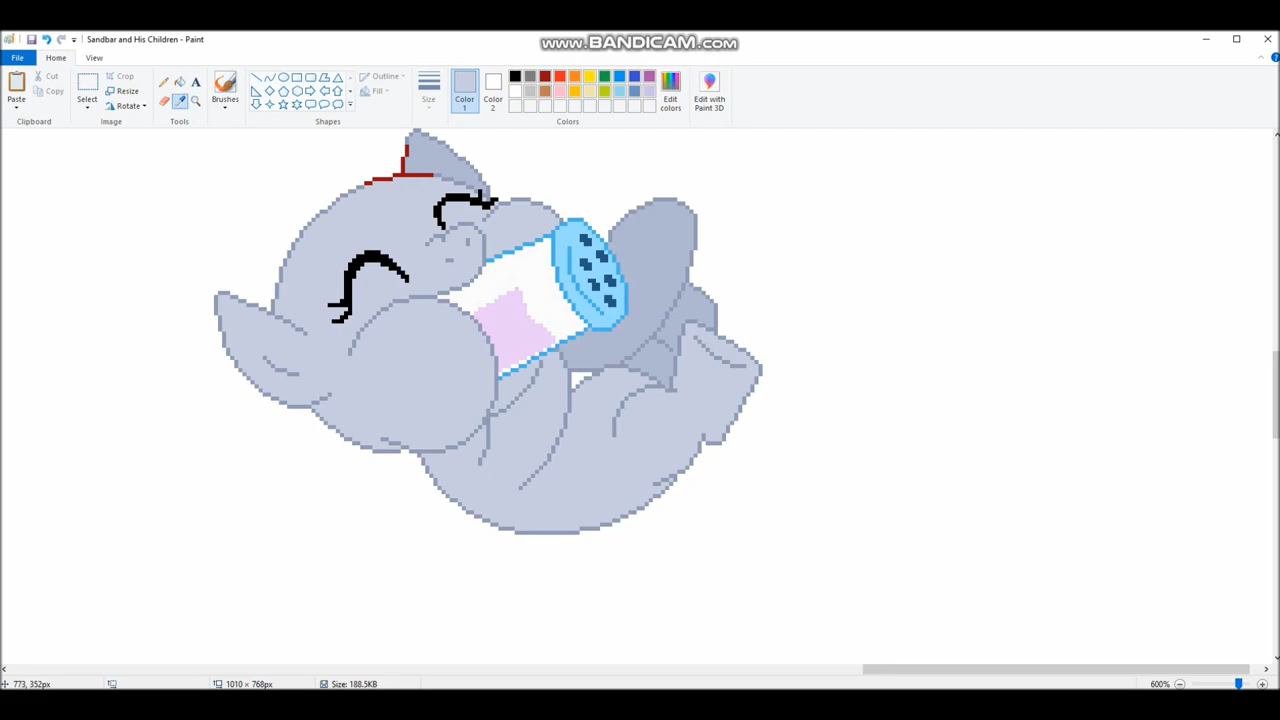 www.BANDICAM.com
Sandbar and His Children - Paint
File Home View
Paste
Cut
Copy
Clipboard
Select
Crop
Resize
Rotate
Image
A
Tools
Brushes
Outline
Fill
Shapes
Size
Color 1
Color 2
Edit colors
Colors
Edit with Paint 3D
773, 352px
1010 × 768px
Size: 188.5KB
600%